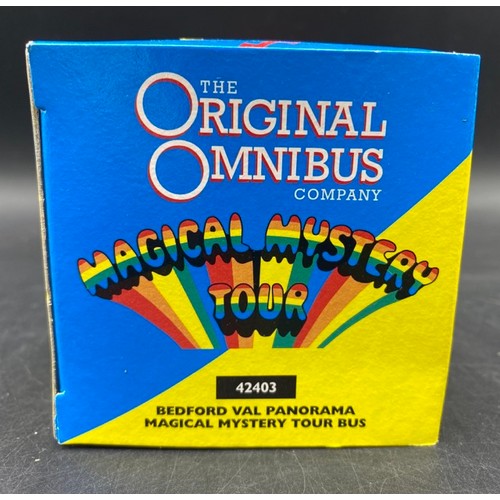 THE
ORIGINAL
OMNIBUS
COMPANY
MAGICAL MYSTERY
TOUR
42403
BEDFORD VAL PANORAMA
MAGICAL MYSTERY TOUR BUS